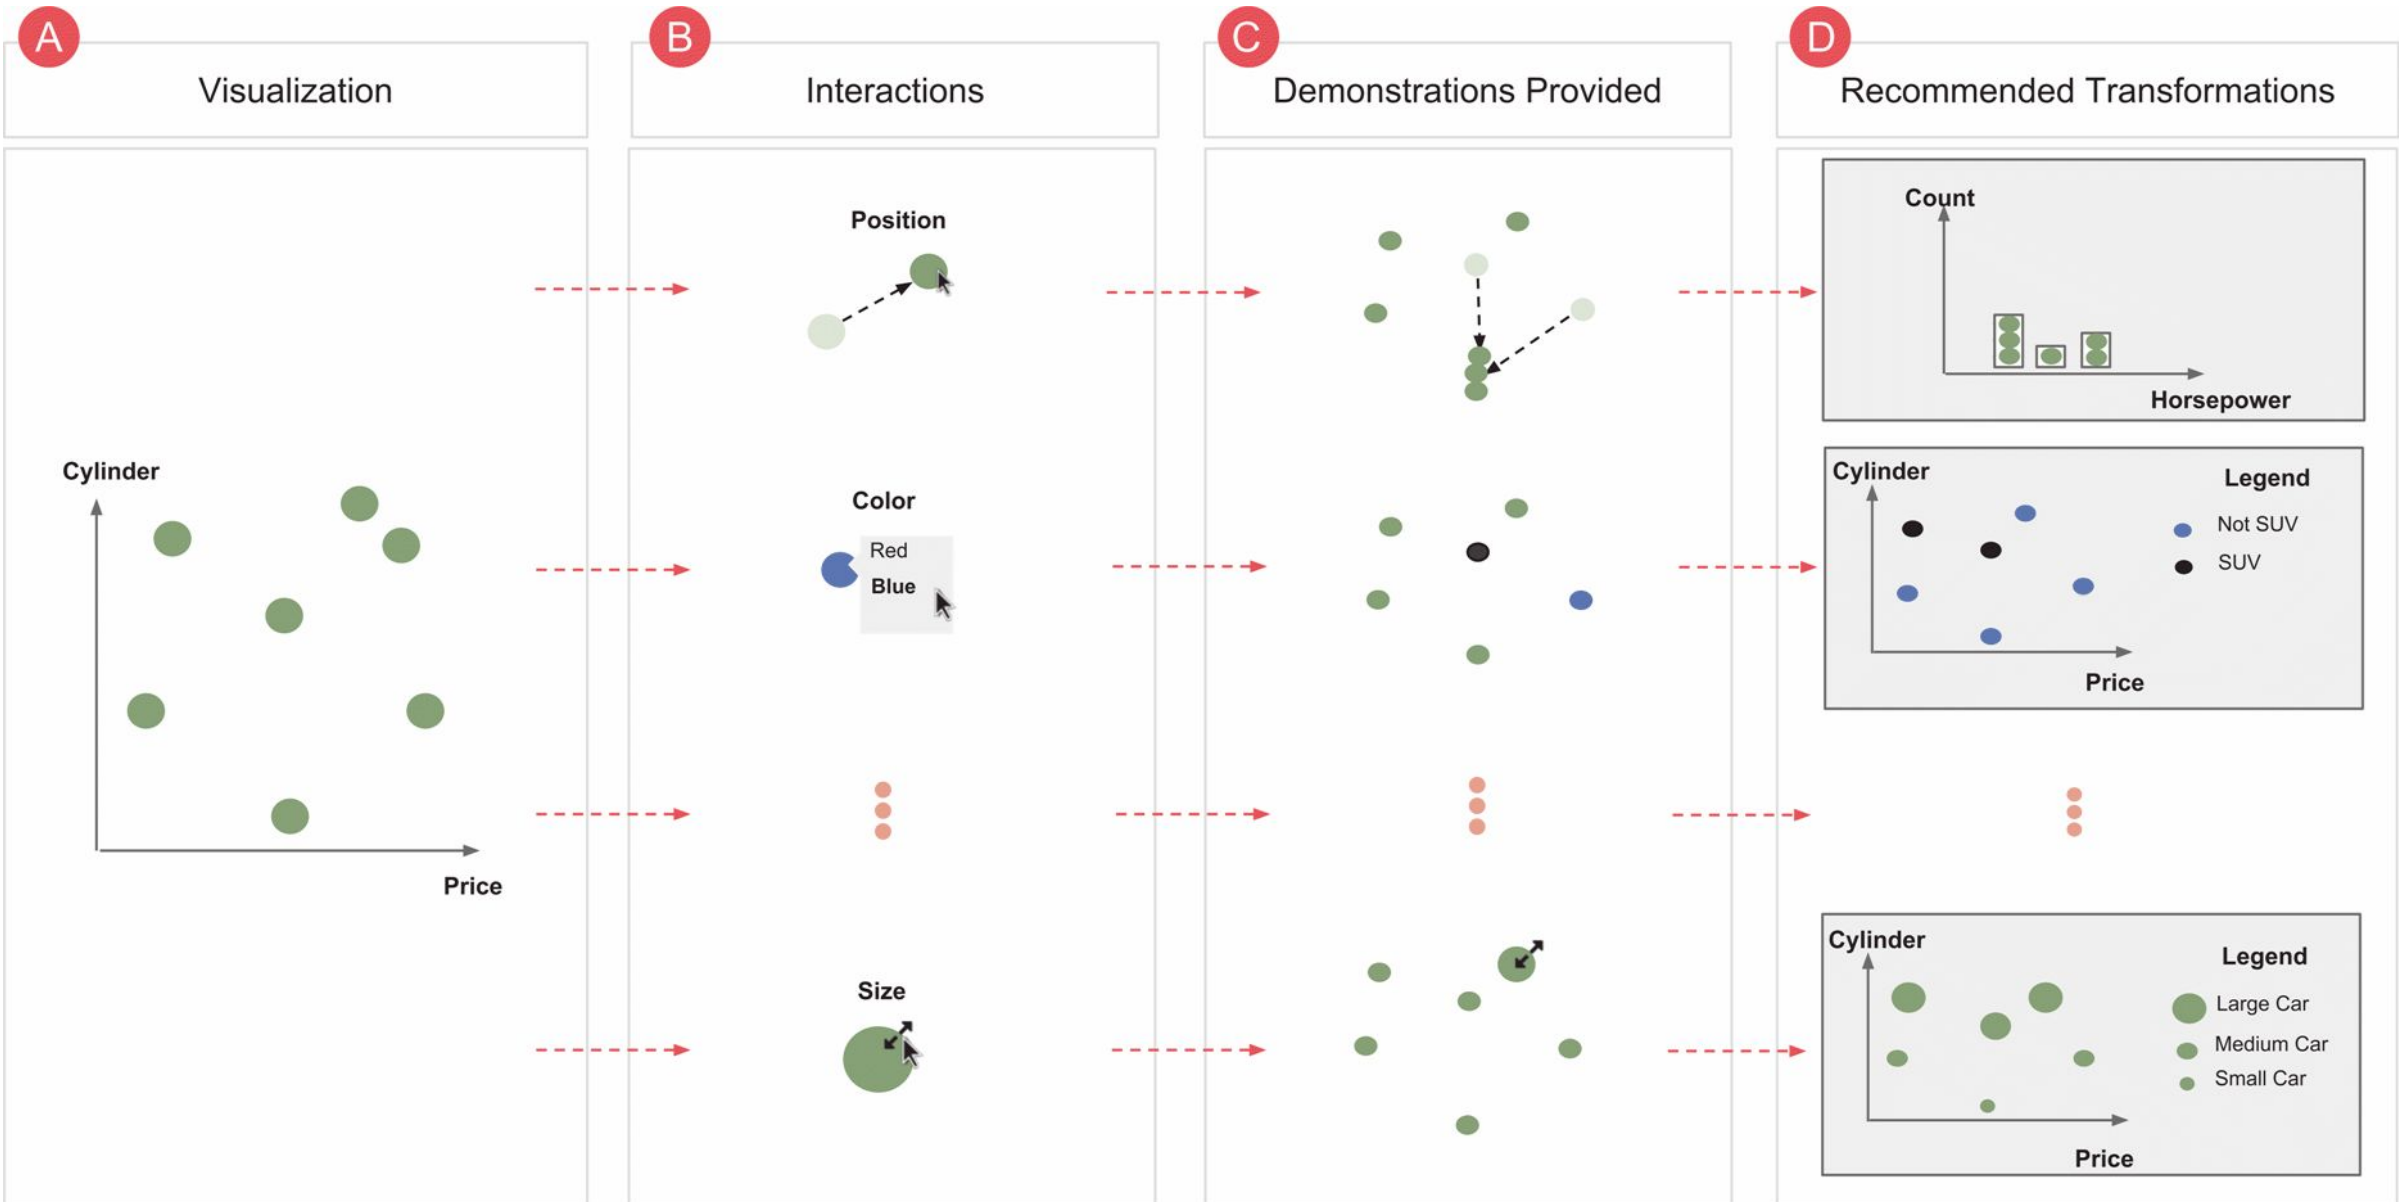 A
Visualization
B
Interactions
C
Demonstrations Provided
D
Recommended Transformations
Cylinder
Price
Position
Color
Red
Blue
Size
Count
Horsepower
Cylinder
Legend
Not SUV
SUV
Price
Cylinder
Legend
Large Car
Medium Car
Small Car
Price